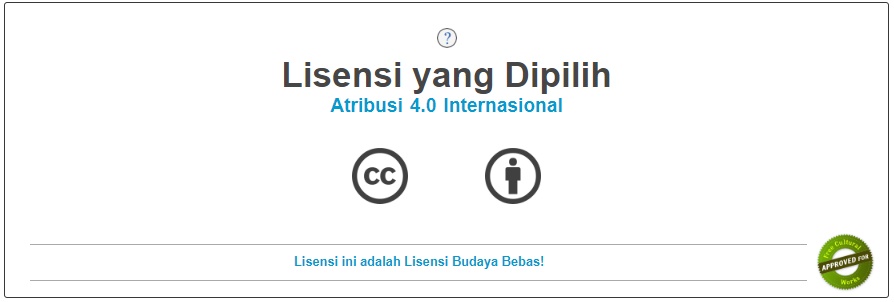 ?
Lisensi yang Dipilih
Atribusi 4.0 Internasional
CC
Lisensi ini adalah Lisensi Budaya Bebas!
Free Cultural
APPROVED FOR
Works